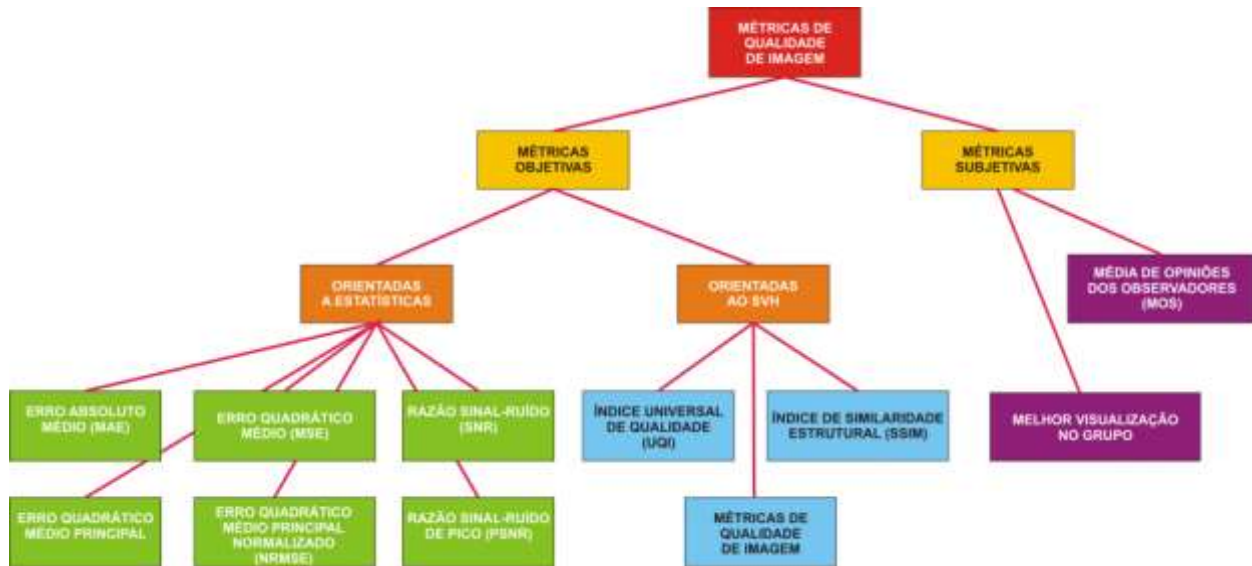 MÉTRICAS DE
QUALIDADE
DE IMAGEM
MÉTRICAS
OBJETIVAS
MÉTRICAS
SUBJETIVAS
ORIENTADAS
A ESTATÍSTICAS
ORIENTADAS
AO SVH
MÉDIA DE OPINIÕES
DOS OBSERVADORES
(MOS)
ERRO ABSOLUTO
MÉDIO (MAE)
ERRO QUADRÁTICO
MÉDIO (MSE)
RAZÃO SINAL-RUÍDO
(SNR)
ÍNDICE UNIVERSAL
DE QUALIDADE
(UQI)
ÍNDICE DE SIMILARIDADE
ESTRUTURAL (SSIM)
MELHOR VISUALIZAÇÃO
NO GRUPO
ERRO QUADRÁTICO
MÉDIO PRINCIPAL
ERRO QUADRÁTICO
MÉDIO PRINCIPAL
NORMALIZADO
(NRMSE)
RAZÃO SINAL-RUÍDO
DE PICO (PSNR)
MÉTRICAS DE
QUALIDADE
DE IMAGEM